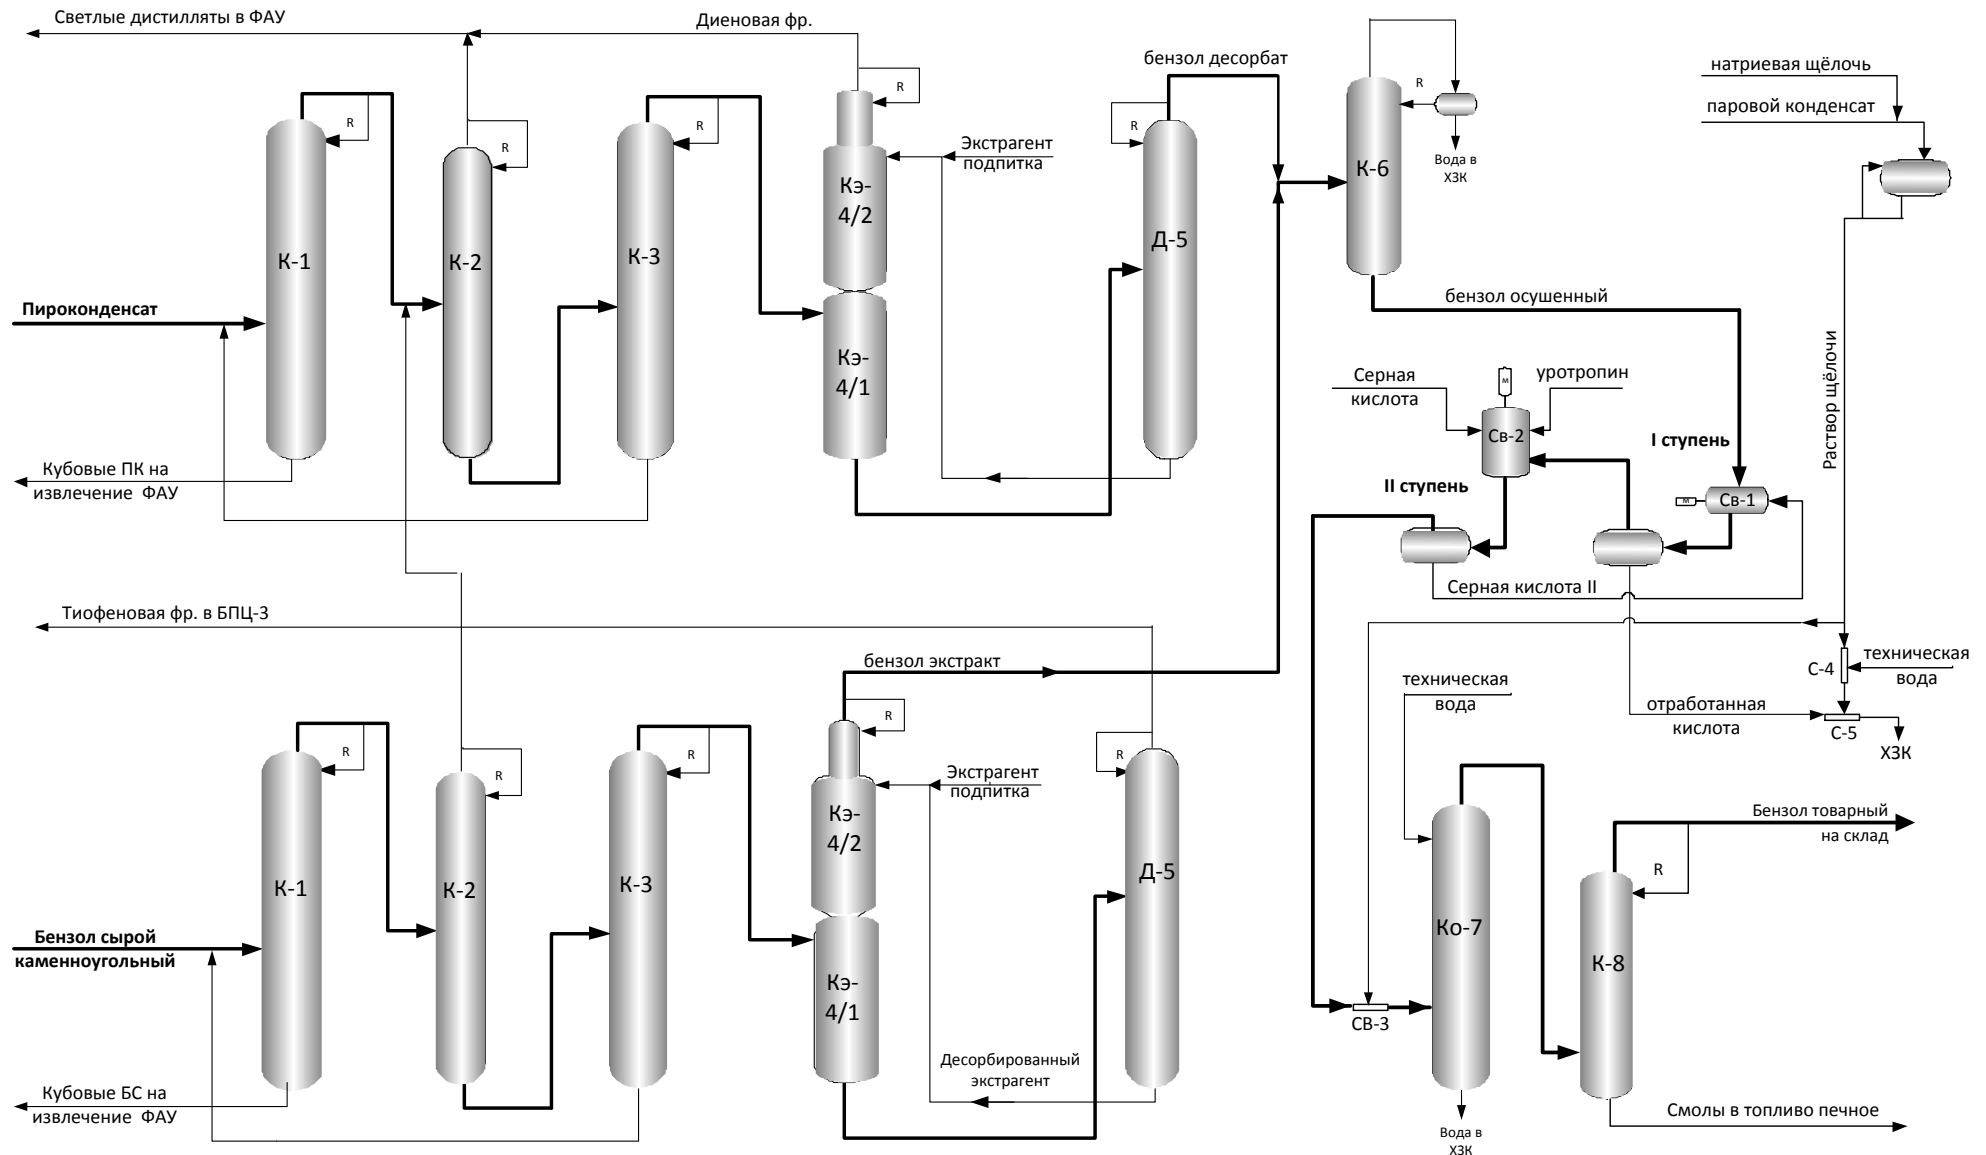 Светлые дистилляты в ФАУ
Диеновая фр.
R
R
R
R
R
К-1
К-2
К-3
Кэ-
4/2
Кэ-
4/1
Д-5
Экстрагент
подпитка
бензол десорбат
Пироконденсат
Кубовые ПК на
извлечение ФАУ
К-6
R
Вода в
ХЗК
натриевая щёлочь
паровой конденсат
бензол осушенный
Раствор щёлочи
Серная
кислота
м
уротропин
Св-2
I ступень
II ступень
м
Св-1
Серная кислота II
Тиофеновая фр. в БПЦ-3
бензол экстракт
техническая
вода
С-4
техническая
вода
отработанная
кислота
С-5
ХЗК
R
R
R
R
R
К-1
К-2
К-3
Кэ-
4/2
Кэ-
4/1
Д-5
Экстрагент
подпитка
Бензол сырой
каменноугольный
Десорбированный
экстрагент
Кубовые БС на
извлечение ФАУ
Ко-7
СВ-3
Вода в
ХЗК
К-8
R
Бензол товарный
на склад
Смолы в топливо печное